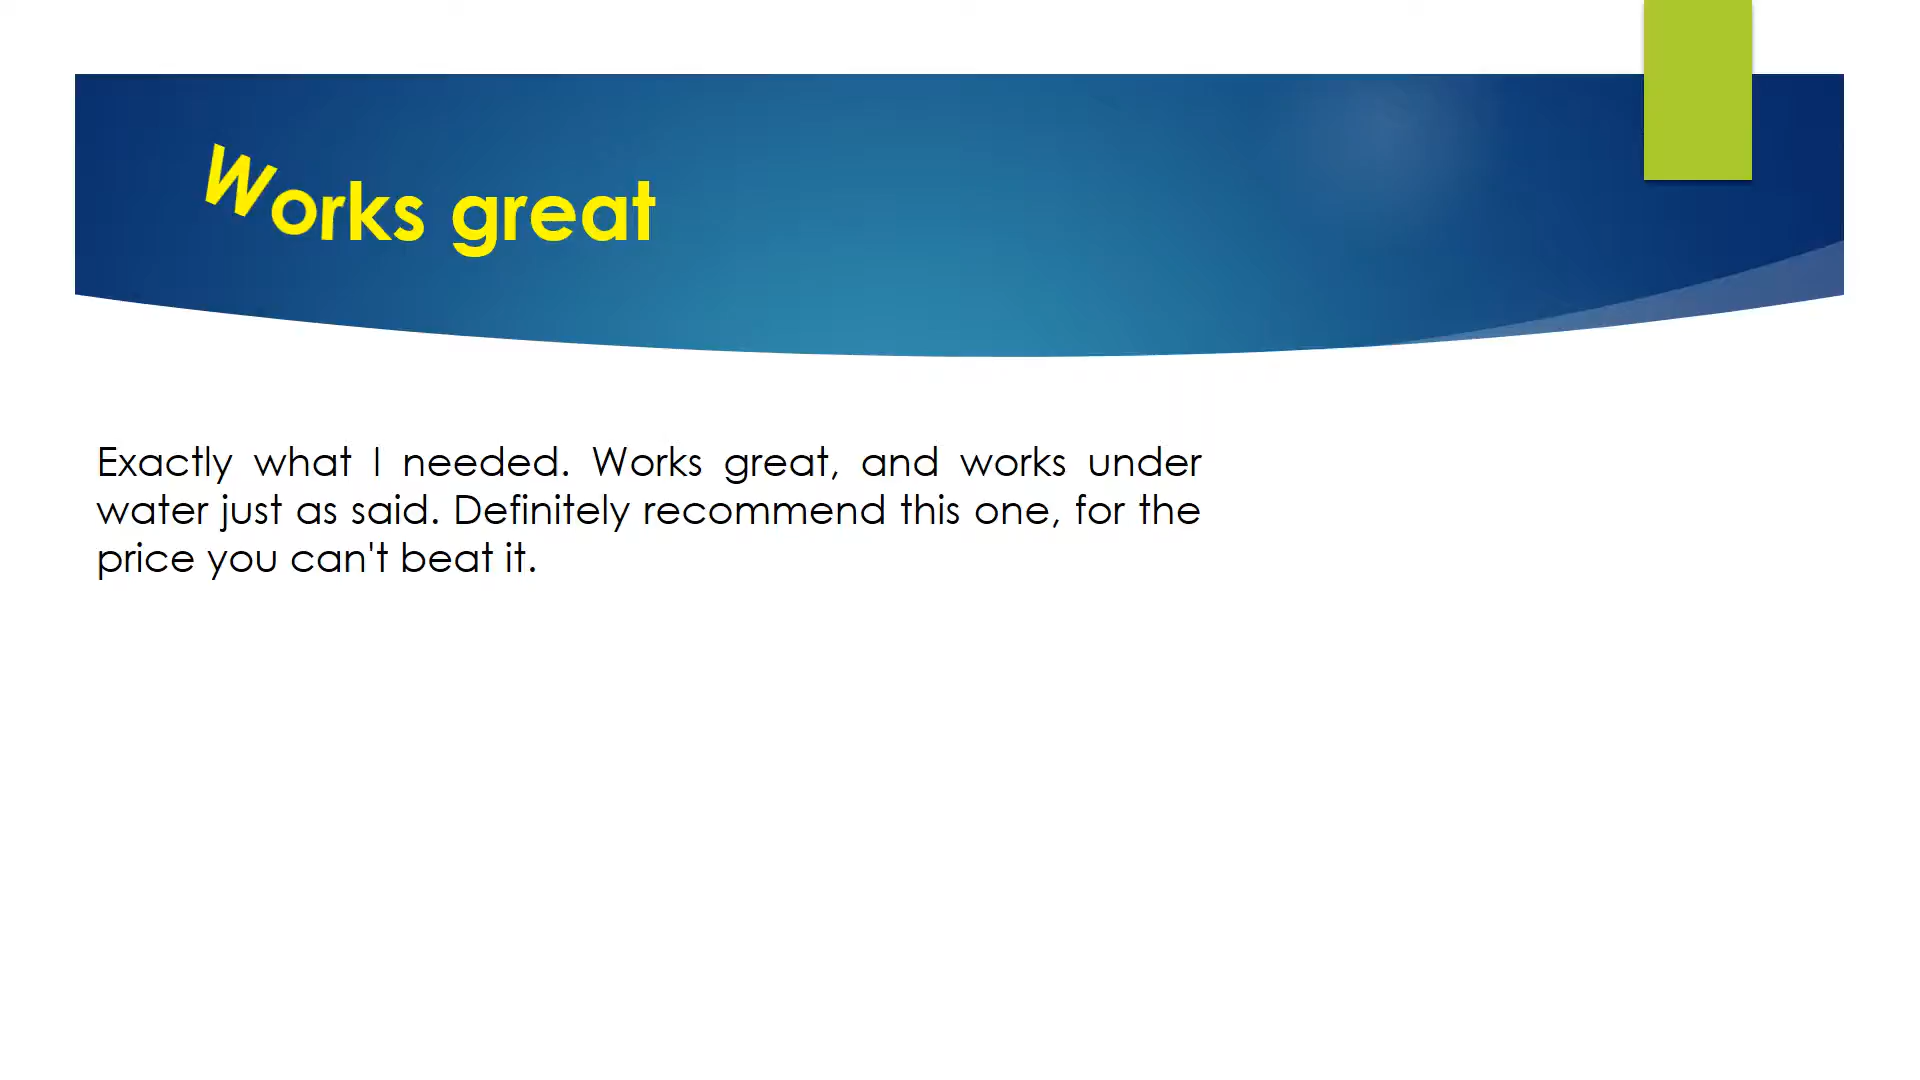 Works great
Exactly what I needed. Works great, and works under
water just as said. Definitely recommend this one, for the
price you can't beat it.